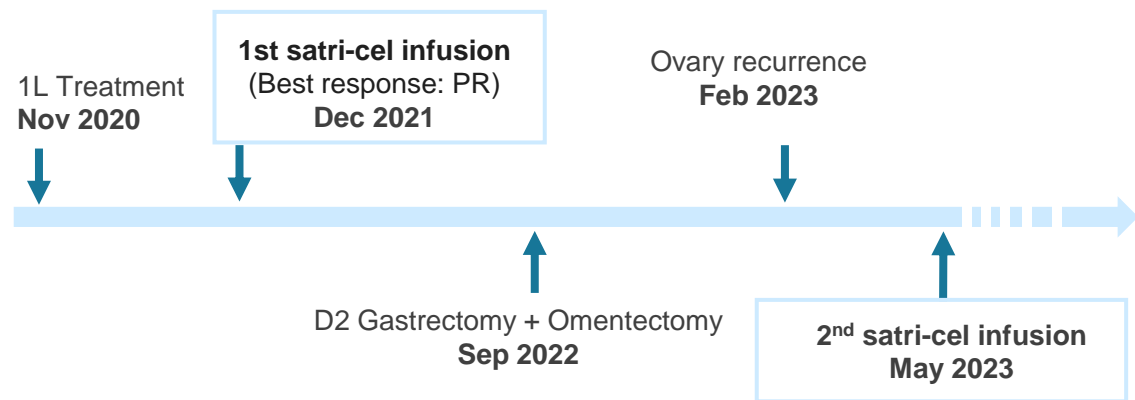 1L Treatment
Nov 2020
1st satri-cel infusion
(Best response: PR)
Dec 2021
Ovary recurrence
Feb 2023
D2 Gastrectomy + Omentectomy
Sep 2022
2nd satri-cel infusion
May 2023